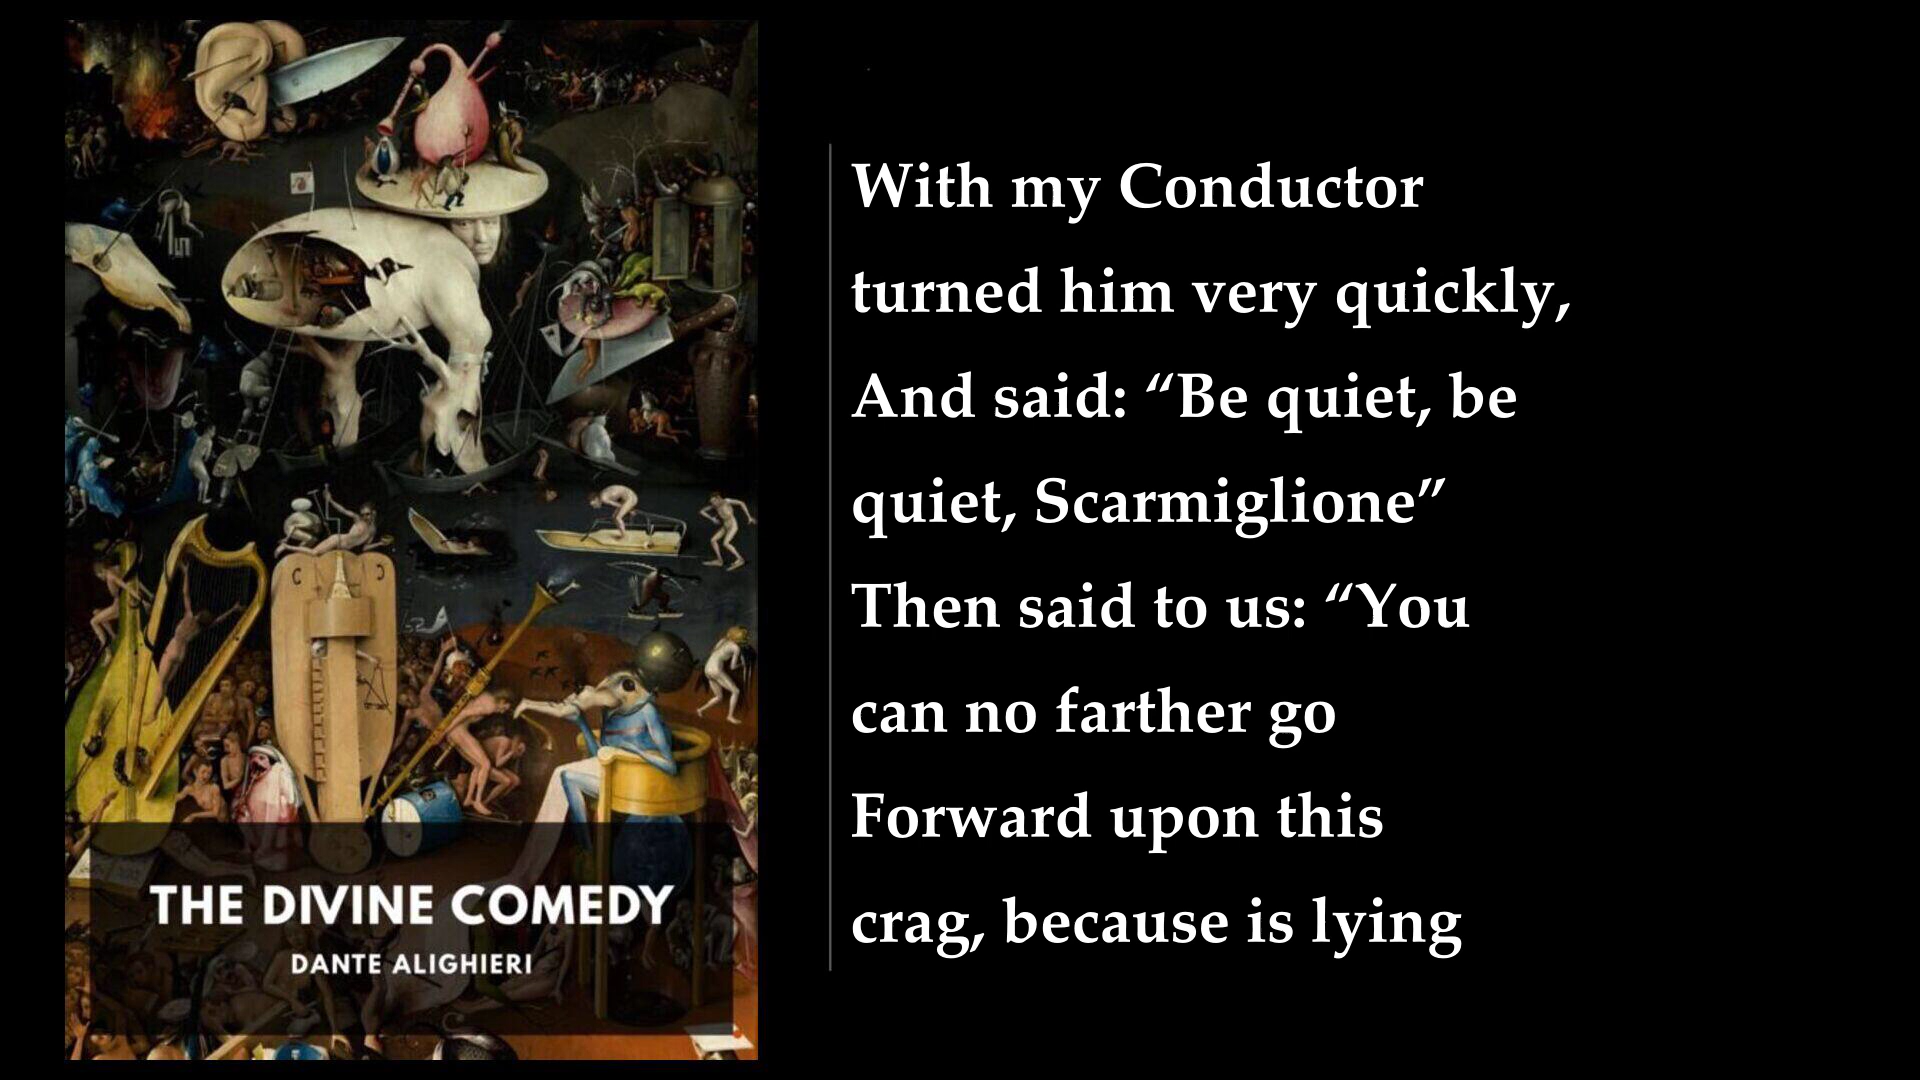 THE DIVINE COMEDY
DANTE ALIGHIERI
With my Conductor
turned him very quickly,
And said: “Be quiet, be
quiet, Scarmiglione”
Then said to us: “You
can no farther go
Forward upon this
crag, because is lying